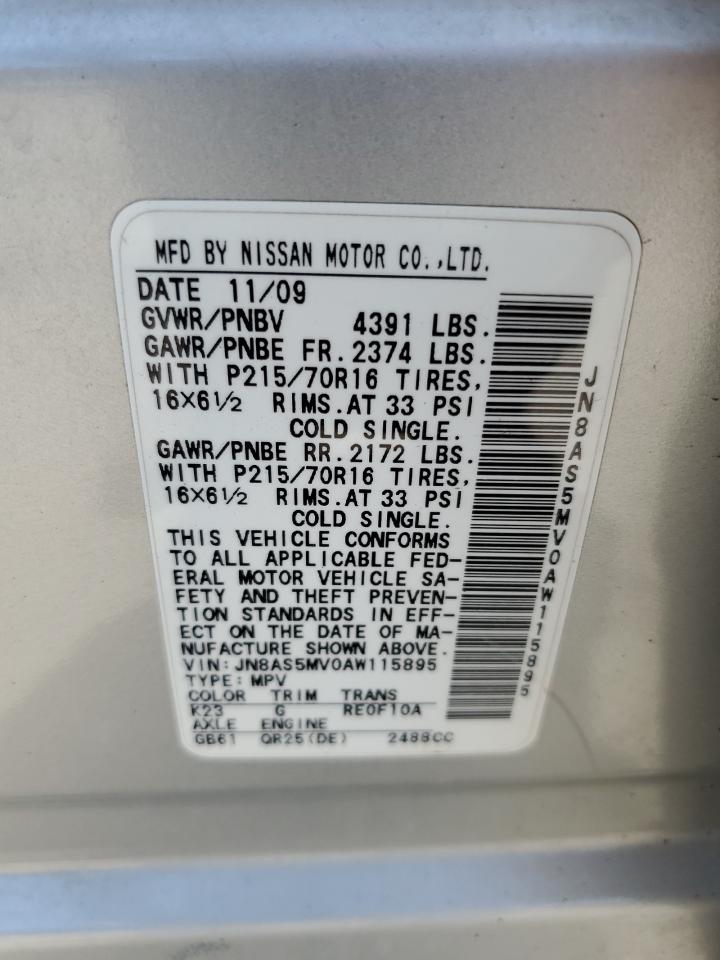 MFD BY NISSAN MOTOR CO.,LTD.
DATE 11/09
GVWR/PNBV 4391 LBS.
GAWR/PNBE FR. 2374 LBS.
WITH P215/70R16 TIRES,
16X6½ RIMS.AT 33 PSI
COLD SINGLE.
GAWR/PNBE RR. 2172 LBS.
WITH P215/70R16 TIRES,
16X6½ RIMS.AT 33 PSI
COLD SINGLE.
THIS VEHICLE CONFORMS
TO ALL APPLICABLE FED-
ERAL MOTOR VEHICLE SA-
FETY AND THEFT PREVEN-
TION STANDARDS IN EFF-
ECT ON THE DATE OF MA-
NUFACTURE SHOWN ABOVE.
VIN: JN8AS5MV0AW115895
TYPE: MPV
COLOR TRIM TRANS
K23 G RE0F10A
AXLE ENGINE
GB61 QR25(DE) 2488CC
JN8AS5MV0AW115895